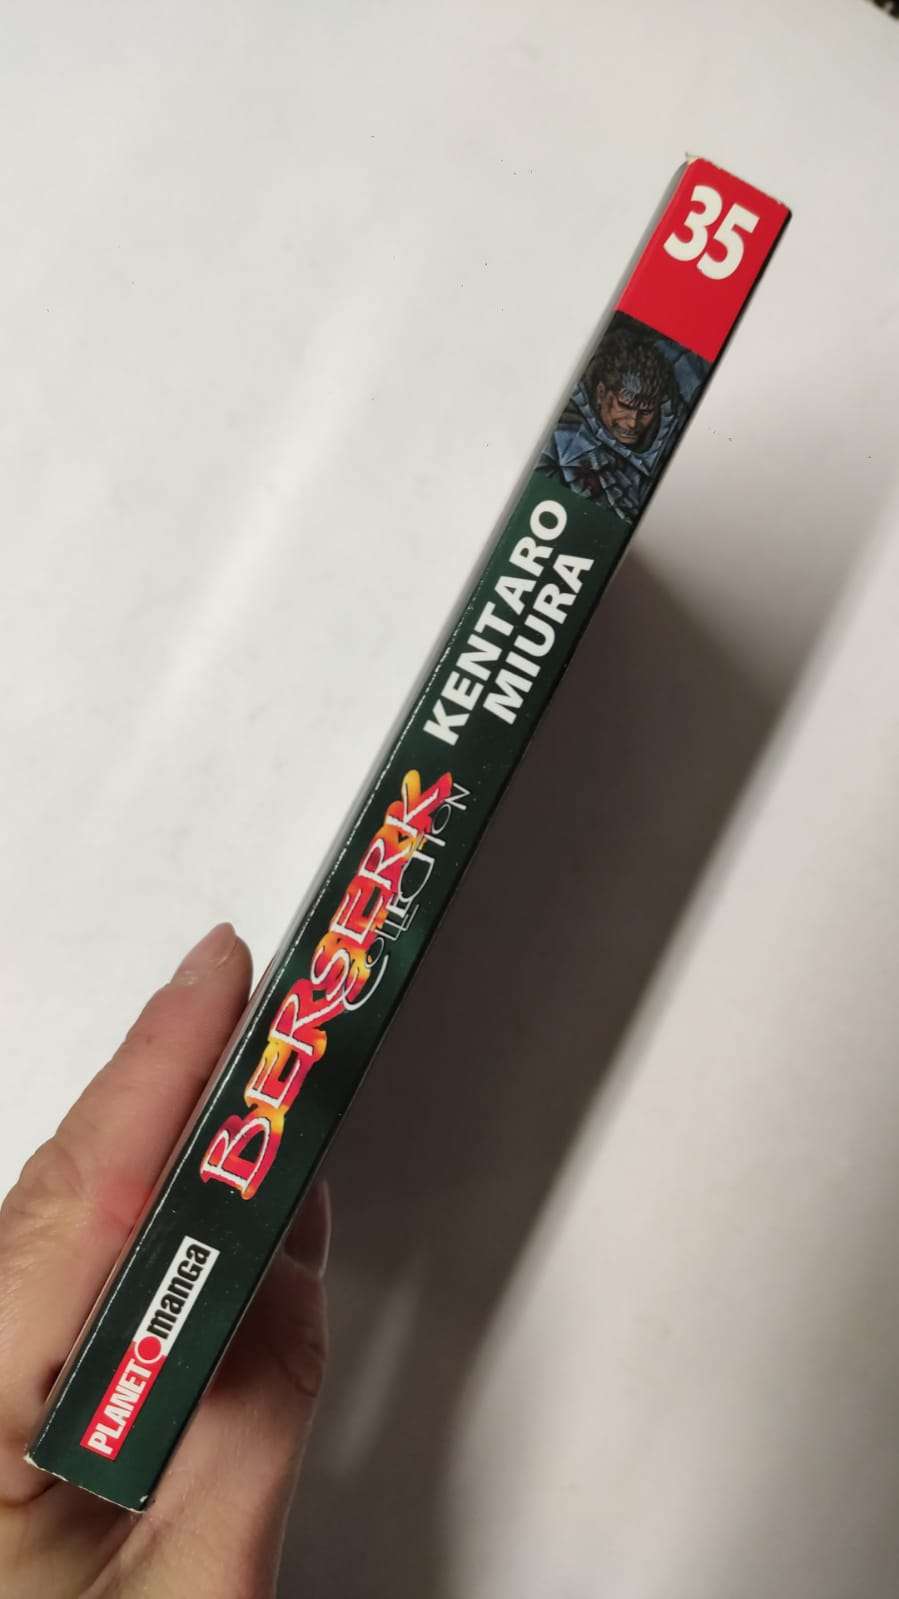 35
KENTARO
MIURA
BERSERK
COLLECTION
PLANET manga